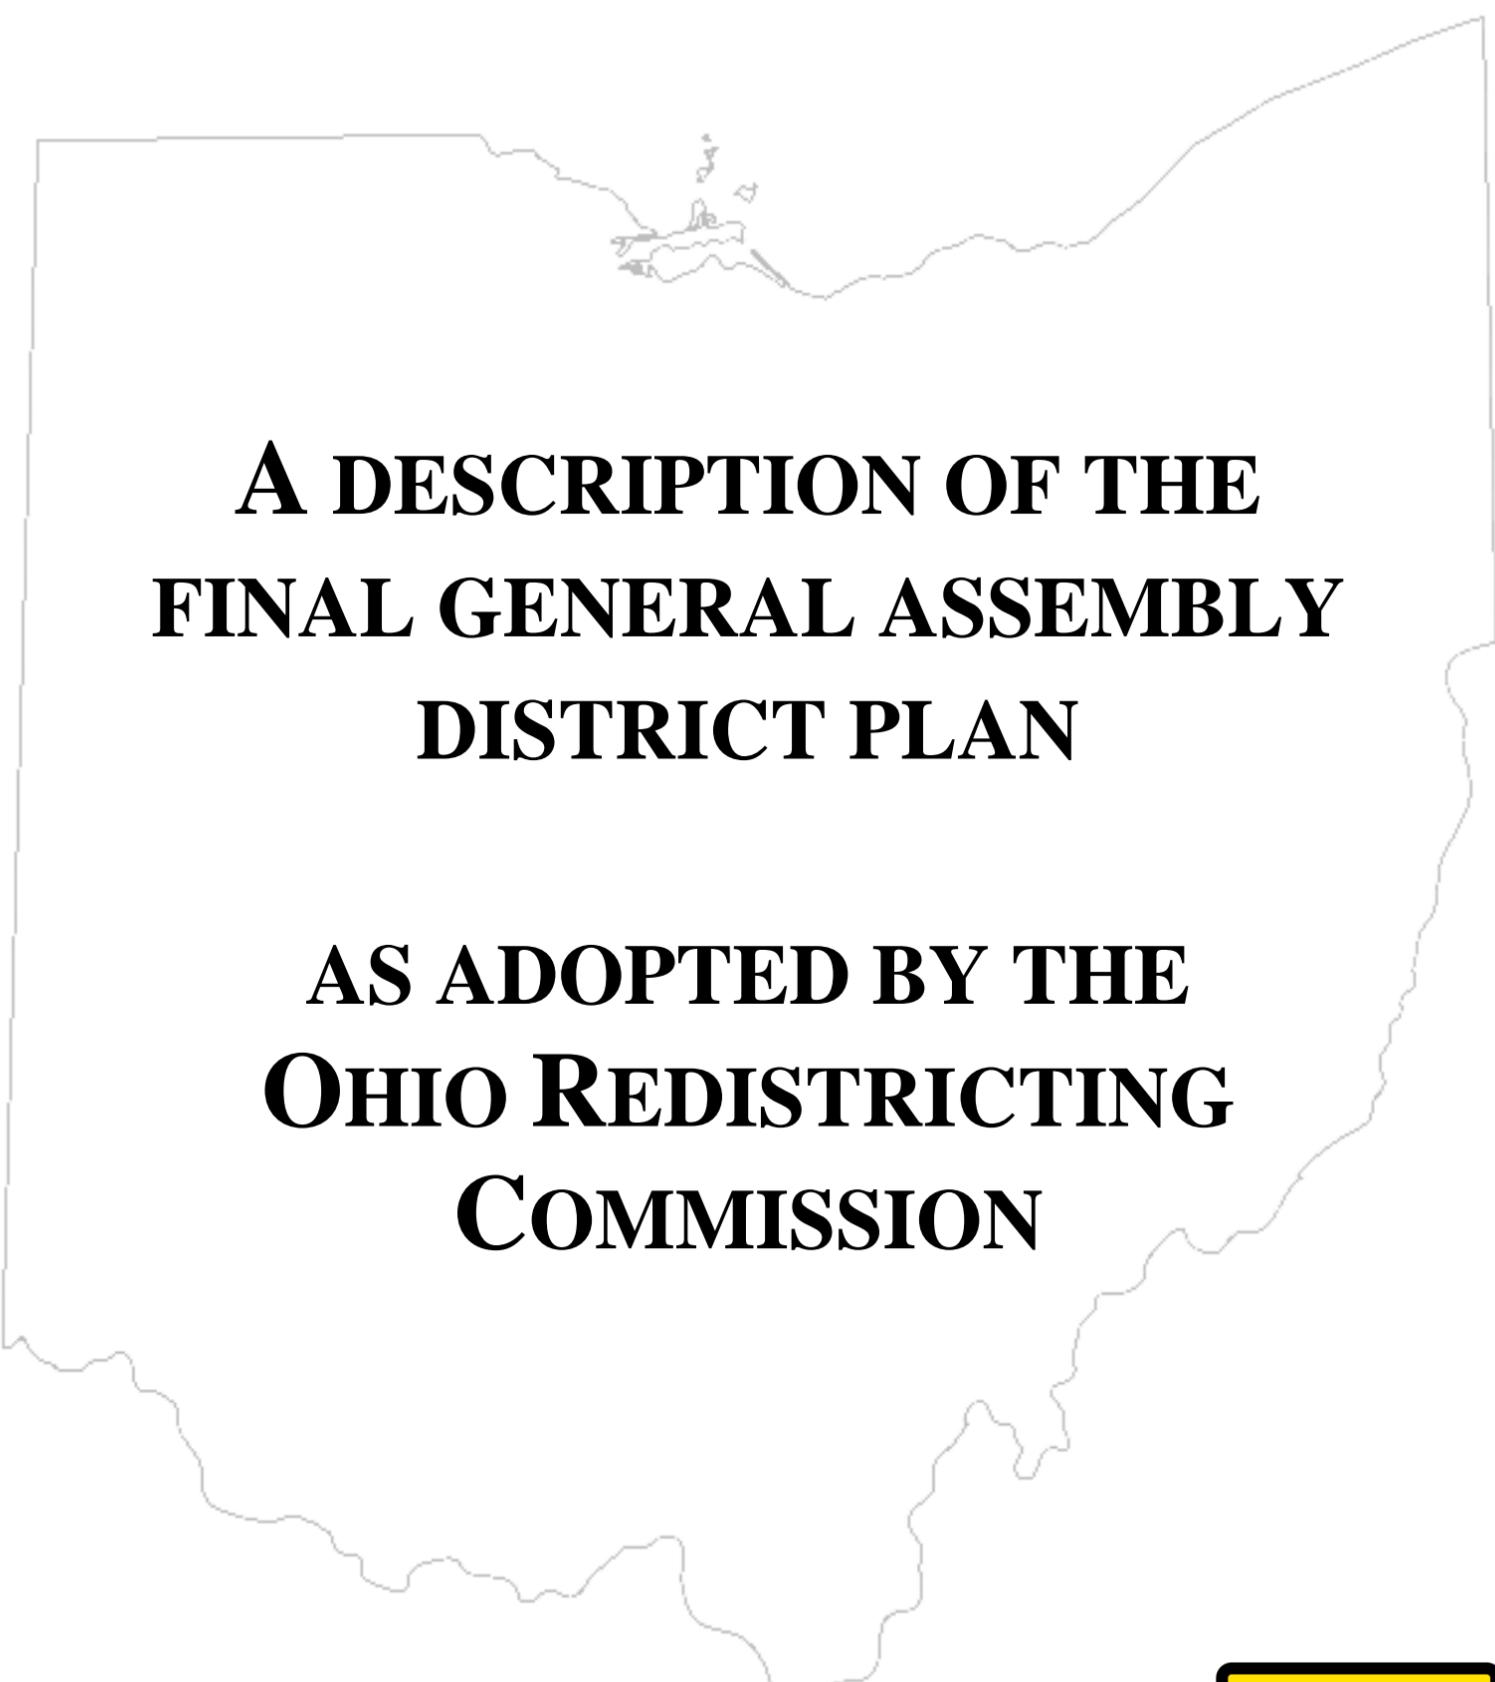 A DESCRIPTION OF THE
FINAL GENERAL ASSEMBLY
DISTRICT PLAN
AS ADOPTED BY THE
OHIO REDISTRICTING
COMMISSION